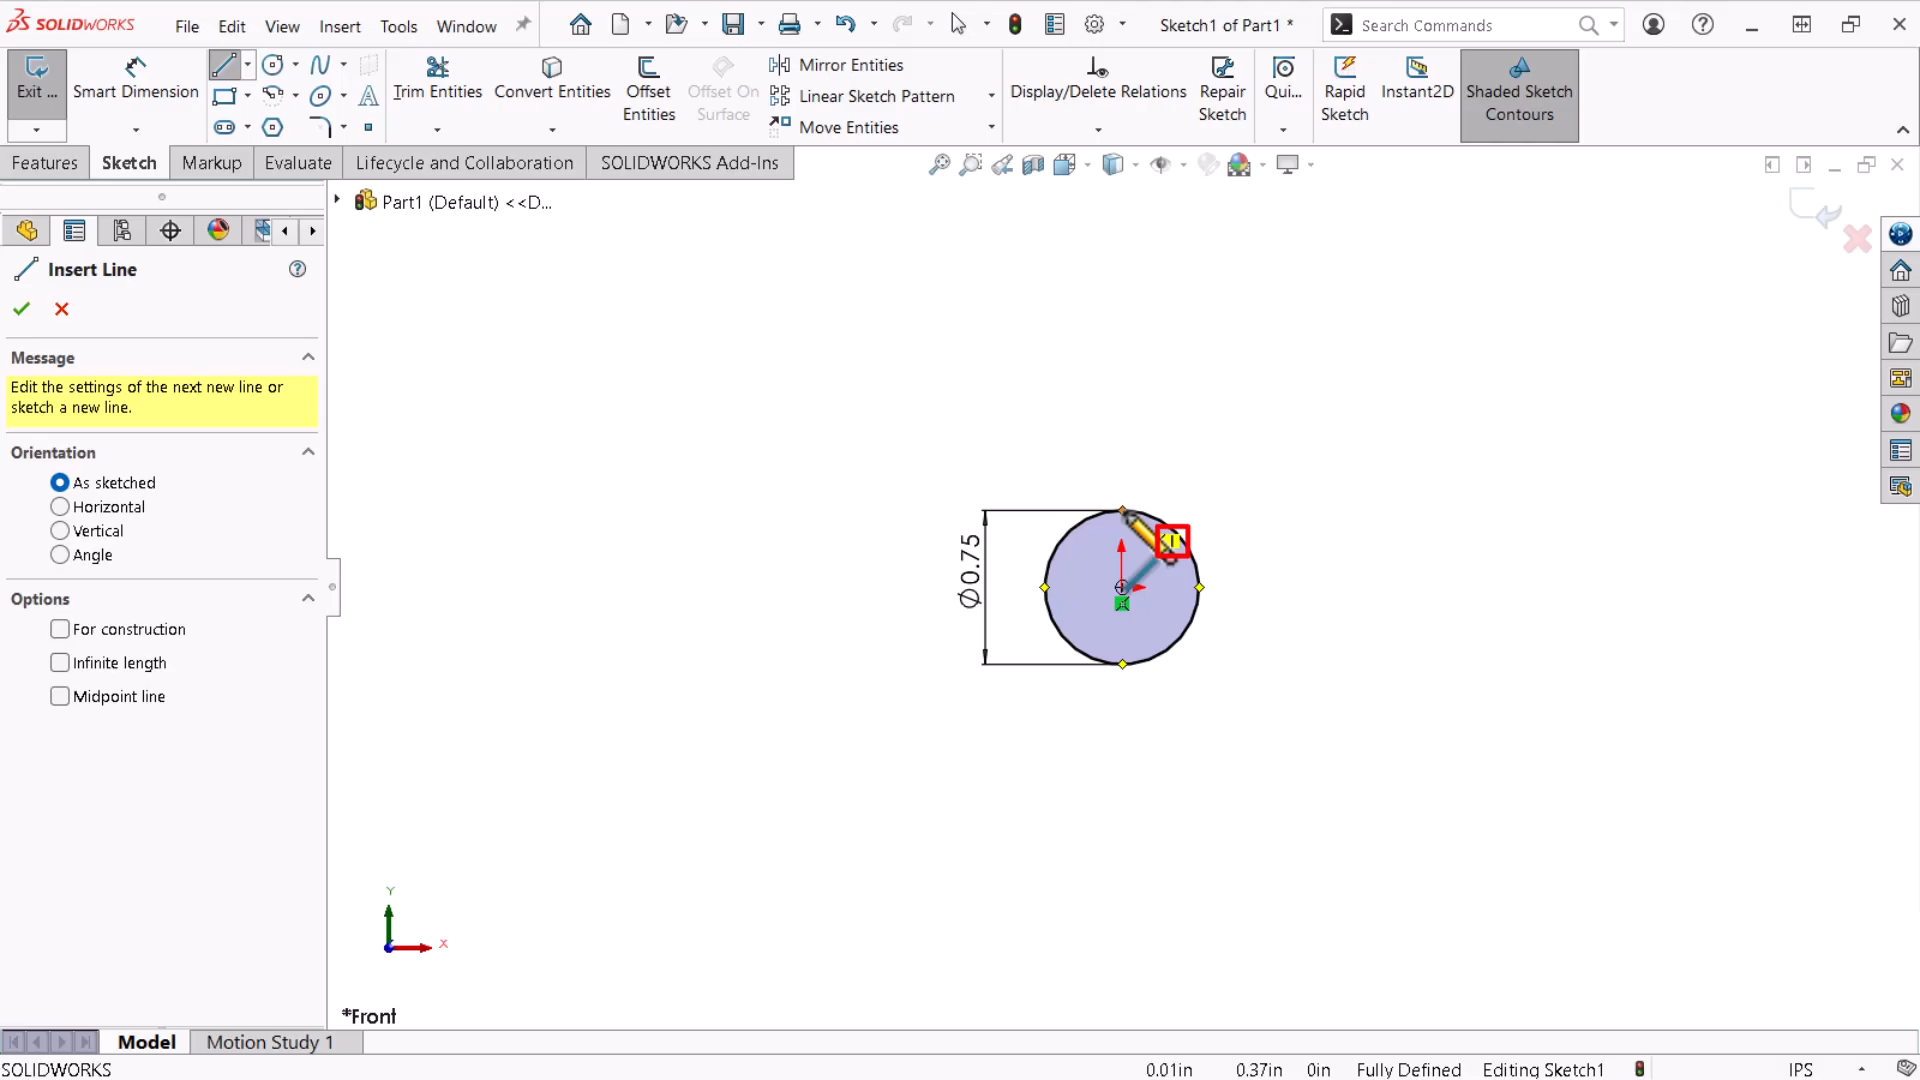 SOLIDWORKS File Edit View Insert Tools Window Sketch1 of Part1 * Search Commands
Exit ... Smart Dimension Trim Entities Convert Entities Offset Entities Offset On Surface Mirror Entities Linear Sketch Pattern Move Entities Display/Delete Relations Repair Sketch Qui... Rapid Sketch Instant2D Shaded Sketch Contours
Features Sketch Markup Evaluate Lifecycle and Collaboration SOLIDWORKS Add-Ins
Part1 (Default) <<D...
Insert Line
Message
Edit the settings of the next new line or
sketch a new line.
Orientation
As sketched
Horizontal
Vertical
Angle
Options
For construction
Infinite length
Midpoint line
Ø0.75
Y
X
*Front
Model Motion Study 1
SOLIDWORKS 0.01in 0.37in 0in Fully Defined Editing Sketch1 IPS